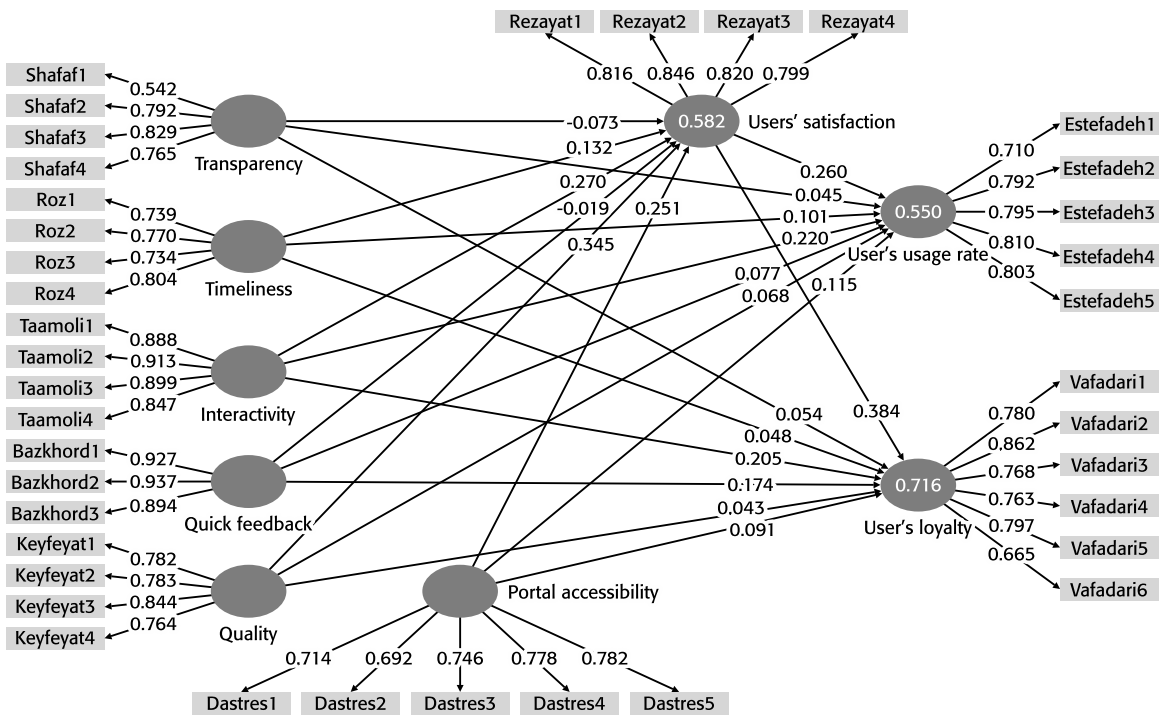 Rezayat1 Rezayat2 Rezayat3 Rezayat4
0.816 0.846 0.820 0.799
Shafaf1
Shafaf2
Shafaf3
Shafaf4
0.542
0.792
0.829
0.765
Transparency
Roz1
Roz2
Roz3
Roz4
0.739
0.770
0.734
0.804
Timeliness
Taamoli1
Taamoli2
Taamoli3
Taamoli4
0.888
0.913
0.899
0.847
Interactivity
Bazkhord1
Bazkhord2
Bazkhord3
0.927
0.937
0.894
Quick feedback
Keyfeyat1
Keyfeyat2
Keyfeyat3
Keyfeyat4
0.782
0.783
0.844
0.764
Quality
-0.073
0.132
0.270
-0.019
0.345
0.251
0.582
Users’ satisfaction
0.260
0.045
0.101
0.220
0.077
0.068
0.115
0.550
User’s usage rate
0.710
0.792
0.795
0.810
0.803
Estefadeh1
Estefadeh2
Estefadeh3
Estefadeh4
Estefadeh5
0.384
0.054
0.048
0.205
0.174
0.043
0.091
0.716
User’s loyalty
0.780
0.862
0.768
0.763
0.797
0.665
Vafadari1
Vafadari2
Vafadari3
Vafadari4
Vafadari5
Vafadari6
Portal accessibility
0.714 0.692 0.746 0.778 0.782
Dastres1 Dastres2 Dastres3 Dastres4 Dastres5